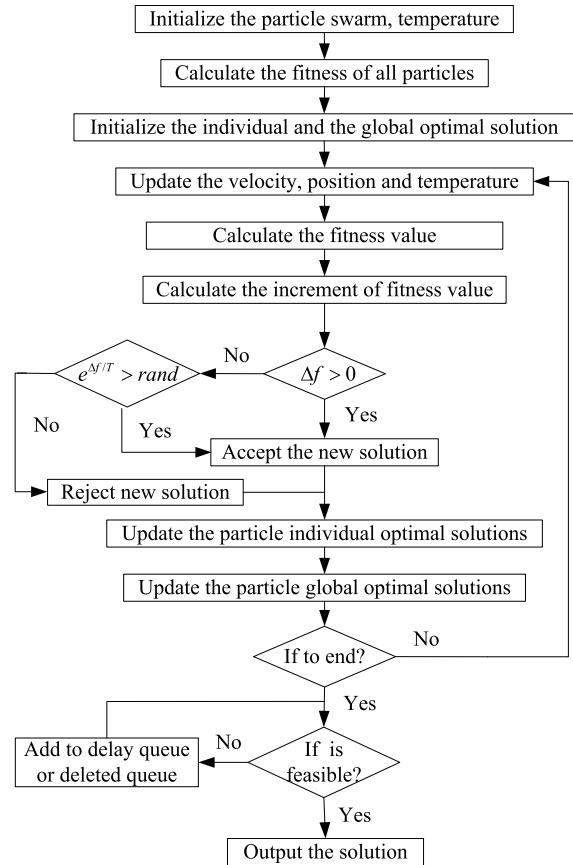 Initialize the particle swarm, temperature
Calculate the fitness of all particles
Initialize the individual and the global optimal solution
Update the velocity, position and temperature
Calculate the fitness value
Calculate the increment of fitness value
No
e^{Δf/T} > rand
Δf > 0
No
Yes
Yes
Accept the new solution
Reject new solution
Update the particle individual optimal solutions
Update the particle global optimal solutions
No
If to end?
Yes
Add to delay queue
or deleted queue
No
If is
feasible?
Yes
Output the solution